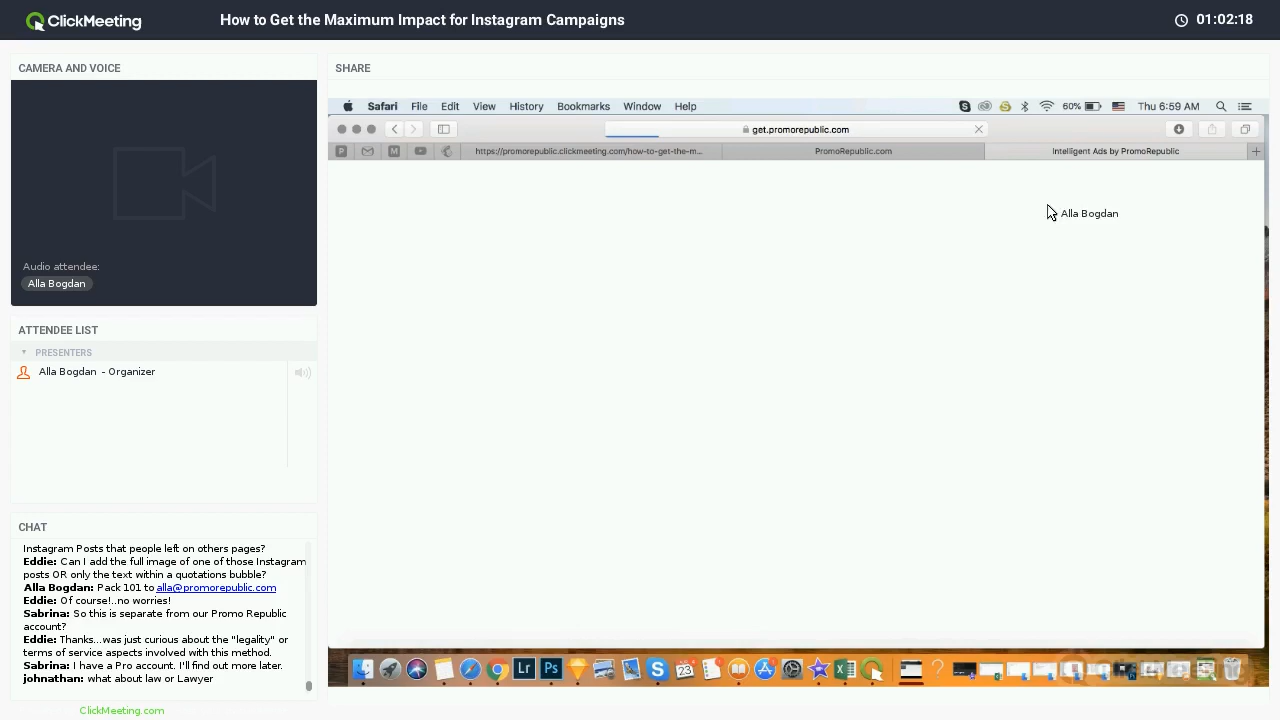 ClickMeeting
How to Get the Maximum Impact for Instagram Campaigns
01:02:18
CAMERA AND VOICE
Audio attendee:
Alla Bogdan
ATTENDEE LIST
PRESENTERS
Alla Bogdan - Organizer
CHAT
Instagram Posts that people left on others pages?
Eddie: Can I add the full image of one of those Instagram
posts OR only the text within a quotations bubble?
Alla Bogdan: Pack 101 to alla@promorepublic.com
Eddie: Of course!..no worries!
Sabrina: So this is separate from our Promo Republic
account?
Eddie: Thanks...was just curious about the "legality" or
terms of service aspects involved with this method.
Sabrina: I have a Pro account. I'll find out more later.
johnathan: what about law or Lawyer
ClickMeeting.com
SHARE
Safari File Edit View History Bookmarks Window Help
60% Thu 6:59 AM
get.promorepublic.com
P M https://promorepublic.clickmeeting.com/how-to-get-the-m... PromoRepublic.com Intelligent Ads by PromoRepublic
Alla Bogdan
Lr Ps 23